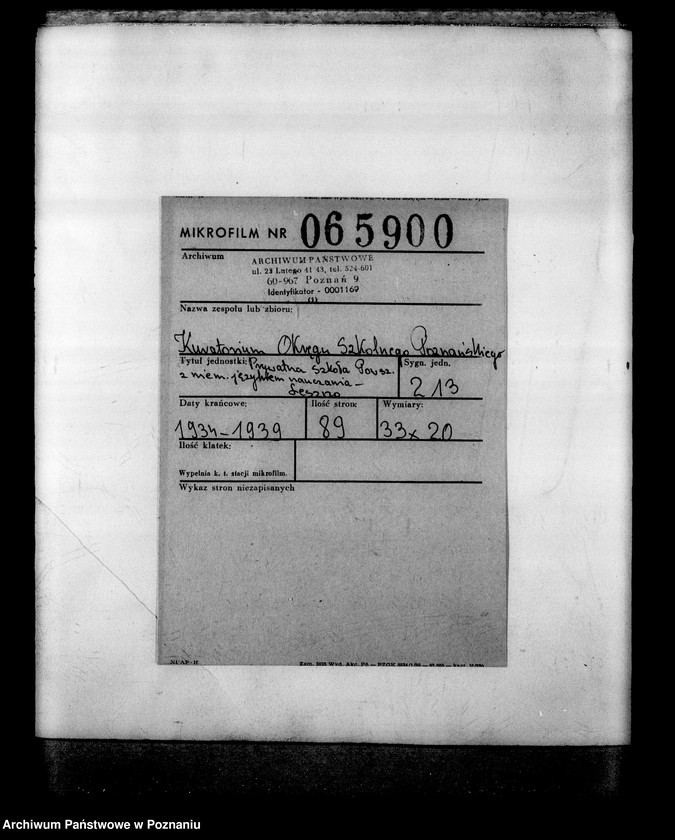 MIKROFILM NR 065900
Archiwum
ARCHIWUM PAŃSTWOWE
ul. 23 Lutego 41 43, tel. 524-601
60-967 Poznań 9
Identyfikator - 0001169
(1)
Nazwa zespołu lub zbioru:
Kuratorium Okręgu Szkolnego Poznańskiego
Tytuł jednostki: Prywatna Szkoła Powsz.
z niem. językiem nauczania -
Leszno
Sygn. jedn.
213
Daty krańcowe:
1934-1939
Ilość stron:
89
Wymiary:
33x20
Ilość klatek:
Wypełnia k. t. stacji mikrofilm.
Wykaz stron niezapisanych
NDAP-H
Archiwum Państwowe w Poznaniu